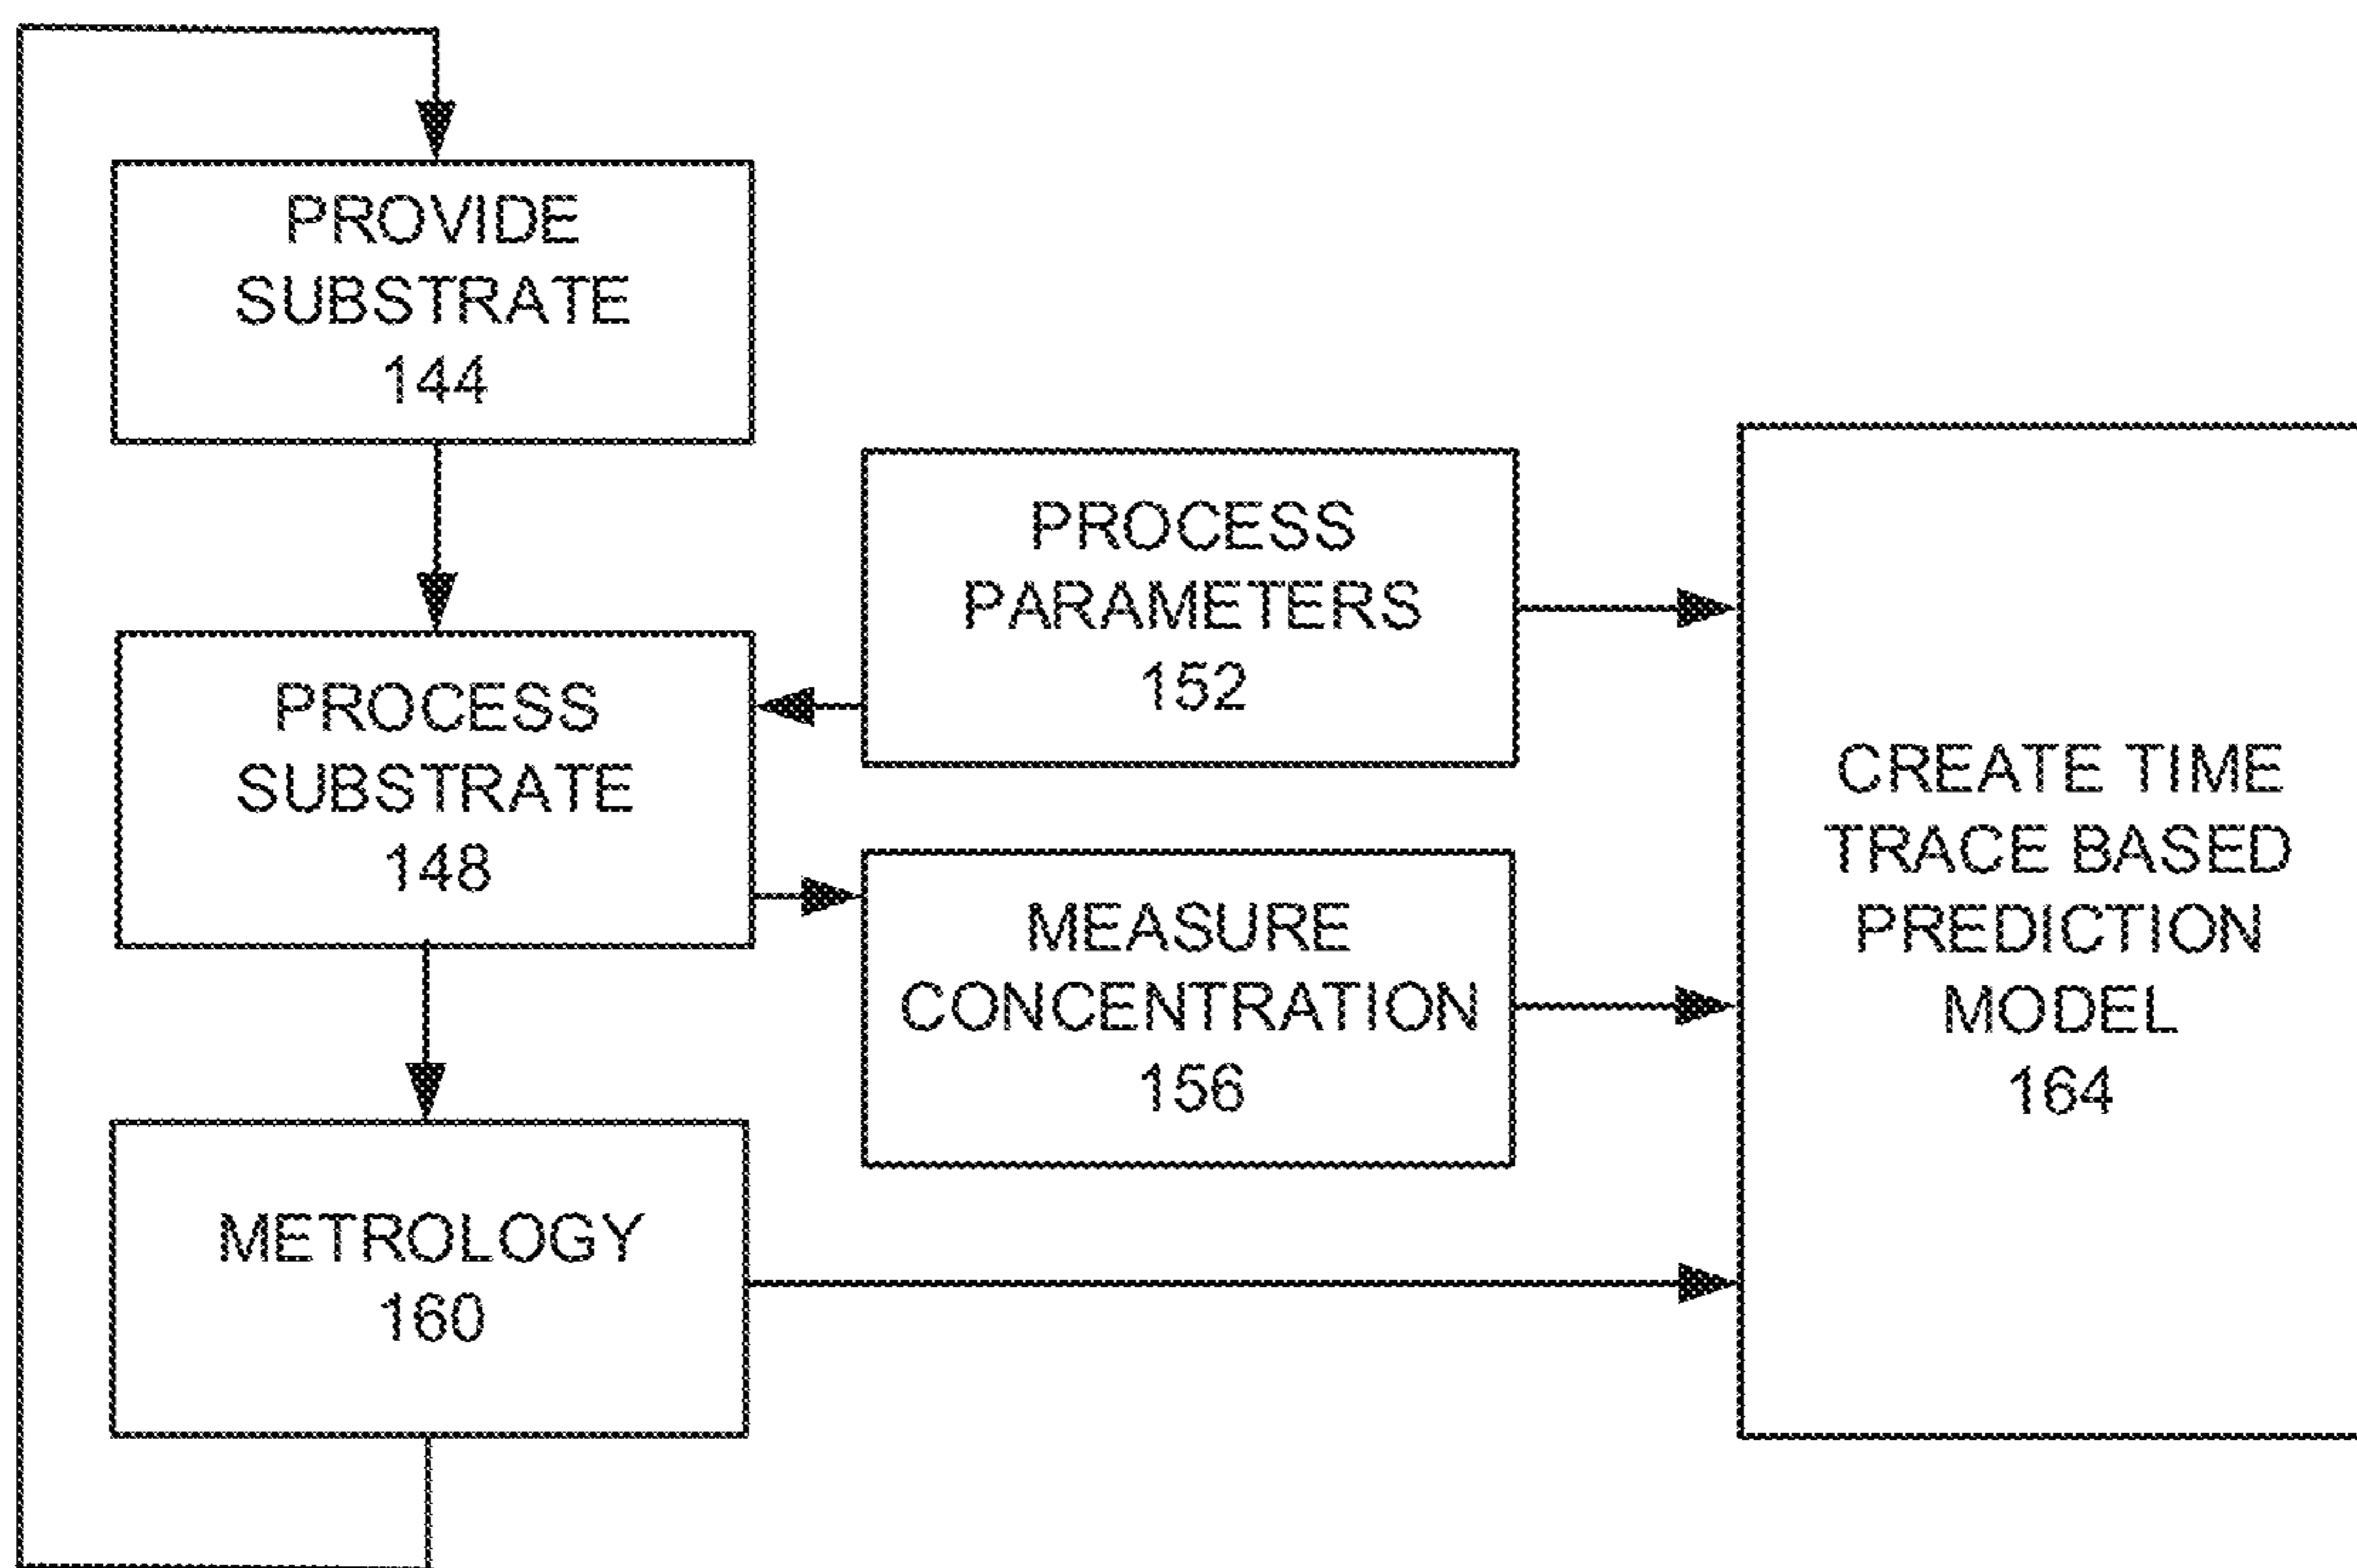 PROVIDE
SUBSTRATE
144
PROCESS
PARAMETERS
152
PROCESS
SUBSTRATE
148
MEASURE
CONCENTRATION
156
METROLOGY
160
CREATE TIME
TRACE BASED
PREDICTION
MODEL
164